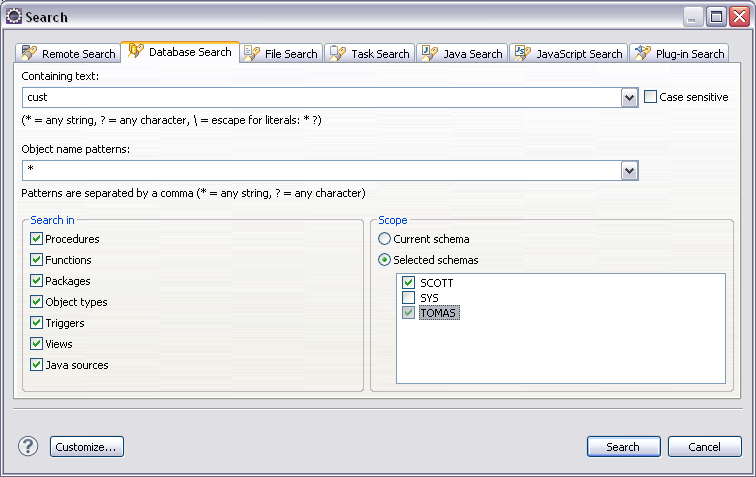 Search
Remote Search Database Search File Search Task Search Java Search JavaScript Search Plug-in Search
Containing text:
cust
Case sensitive
(* = any string, ? = any character, \ = escape for literals: * ?)
Object name patterns:
*
Patterns are separated by a comma (* = any string, ? = any character)
Search in
Procedures
Functions
Packages
Object types
Triggers
Views
Java sources
Scope
Current schema
Selected schemas
SCOTT
SYS
TOMAS
? Customize... Search Cancel